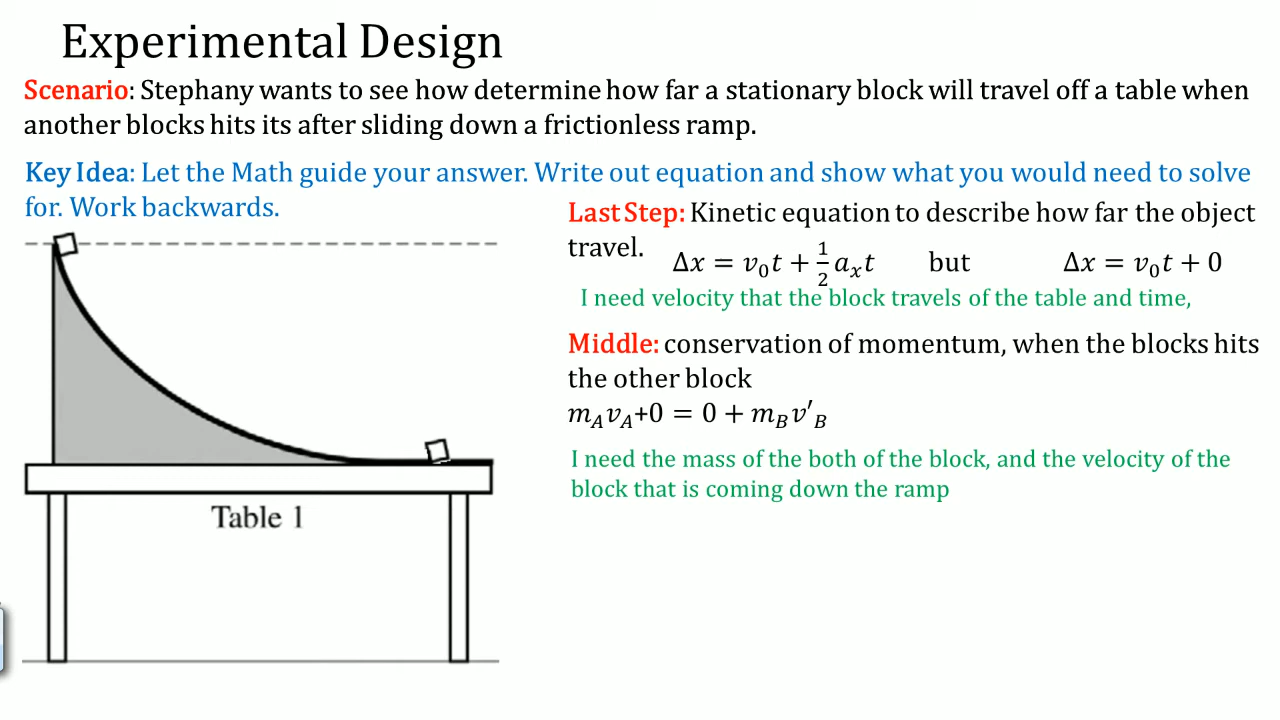 Experimental Design
Scenario: Stephany wants to see how determine how far a stationary block will travel off a table when
another blocks hits its after sliding down a frictionless ramp.
Key Idea: Let the Math guide your answer. Write out equation and show what you would need to solve
for. Work backwards.
Last Step: Kinetic equation to describe how far the object
travel.
Δx = v₀t + ½aₓt but Δx = v₀t + 0
I need velocity that the block travels of the table and time,
Middle: conservation of momentum, when the blocks hits
the other block
m_A v_A+0 = 0 + m_B v′_B
I need the mass of the both of the block, and the velocity of the
block that is coming down the ramp
Table 1